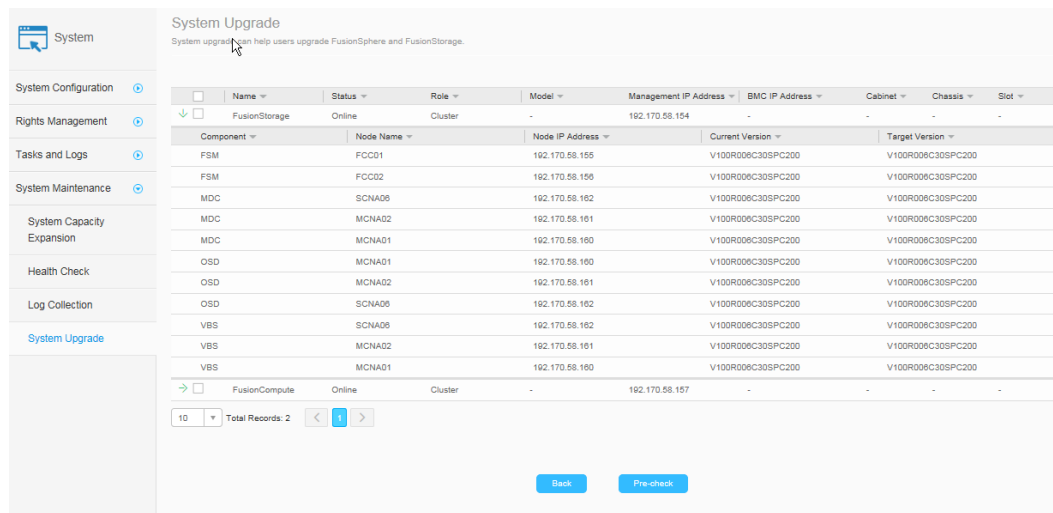 System
System Configuration
Rights Management
Tasks and Logs
System Maintenance
System Capacity
Expansion
Health Check
Log Collection
System Upgrade
System Upgrade
System upgrade can help users upgrade FusionSphere and FusionStorage.
Name Status Role Model Management IP Address BMC IP Address Cabinet Chassis Slot
FusionStorage Online Cluster - 192.170.58.154 - - - -
Component Node Name Node IP Address Current Version Target Version
FSM FCC01 192.170.58.155 V100R006C30SPC200 V100R006C30SPC200
FSM FCC02 192.170.58.156 V100R006C30SPC200 V100R006C30SPC200
MDC SCNA06 192.170.58.162 V100R006C30SPC200 V100R006C30SPC200
MDC MCNA02 192.170.58.161 V100R006C30SPC200 V100R006C30SPC200
MDC MCNA01 192.170.58.160 V100R006C30SPC200 V100R006C30SPC200
OSD MCNA01 192.170.58.160 V100R006C30SPC200 V100R006C30SPC200
OSD MCNA02 192.170.58.161 V100R006C30SPC200 V100R006C30SPC200
OSD SCNA06 192.170.58.162 V100R006C30SPC200 V100R006C30SPC200
VBS SCNA06 192.170.58.162 V100R006C30SPC200 V100R006C30SPC200
VBS MCNA02 192.170.58.161 V100R006C30SPC200 V100R006C30SPC200
VBS MCNA01 192.170.58.160 V100R006C30SPC200 V100R006C30SPC200
FusionCompute Online Cluster - 192.170.58.157 - - - -
10 Total Records: 2 < 1 >
Back Pre-check